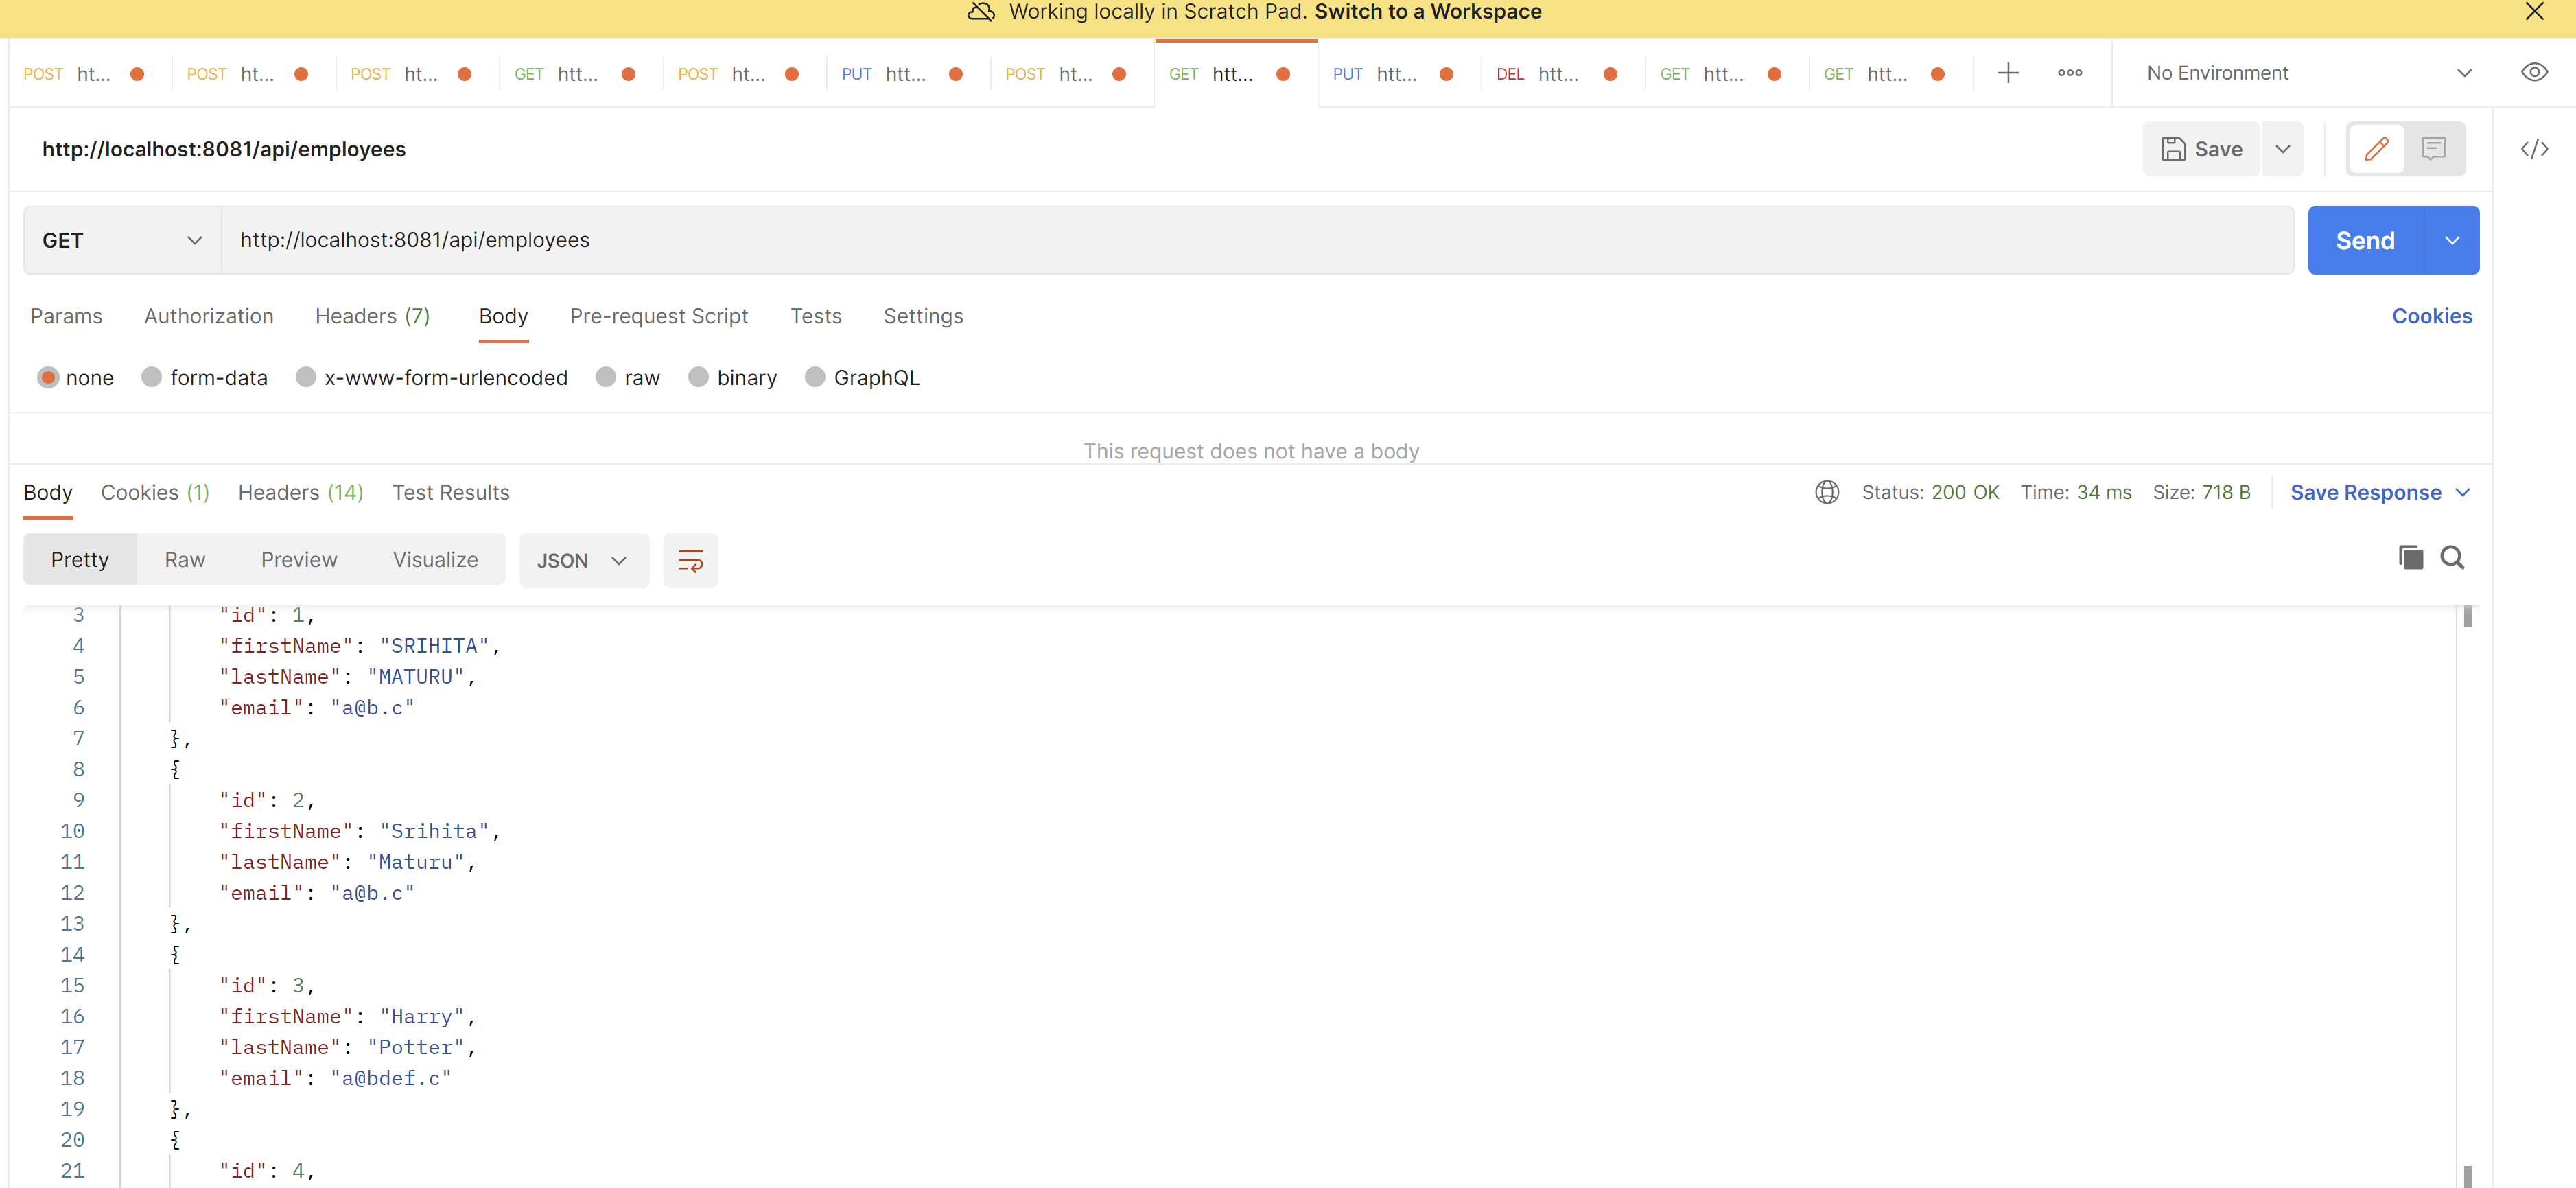 Working locally in Scratch Pad. Switch to a Workspace
POST ht... POST ht... POST ht... GET htt... POST ht... PUT htt... POST ht... GET htt... PUT htt... DEL htt... GET htt... GET htt... No Environment
http://localhost:8081/api/employees Save
GET http://localhost:8081/api/employees Send
Params Authorization Headers (7) Body Pre-request Script Tests Settings Cookies
none form-data x-www-form-urlencoded raw binary GraphQL
This request does not have a body
Body Cookies (1) Headers (14) Test Results Status: 200 OK Time: 34 ms Size: 718 B Save Response
Pretty Raw Preview Visualize JSON
3 "id": 1,
4 "firstName": "SRIHITA",
5 "lastName": "MATURU",
6 "email": "a@b.c"
7 },
8 {
9 "id": 2,
10 "firstName": "Srihita",
11 "lastName": "Maturu",
12 "email": "a@b.c"
13 },
14 {
15 "id": 3,
16 "firstName": "Harry",
17 "lastName": "Potter",
18 "email": "a@bdef.c"
19 },
20 {
21 "id": 4,